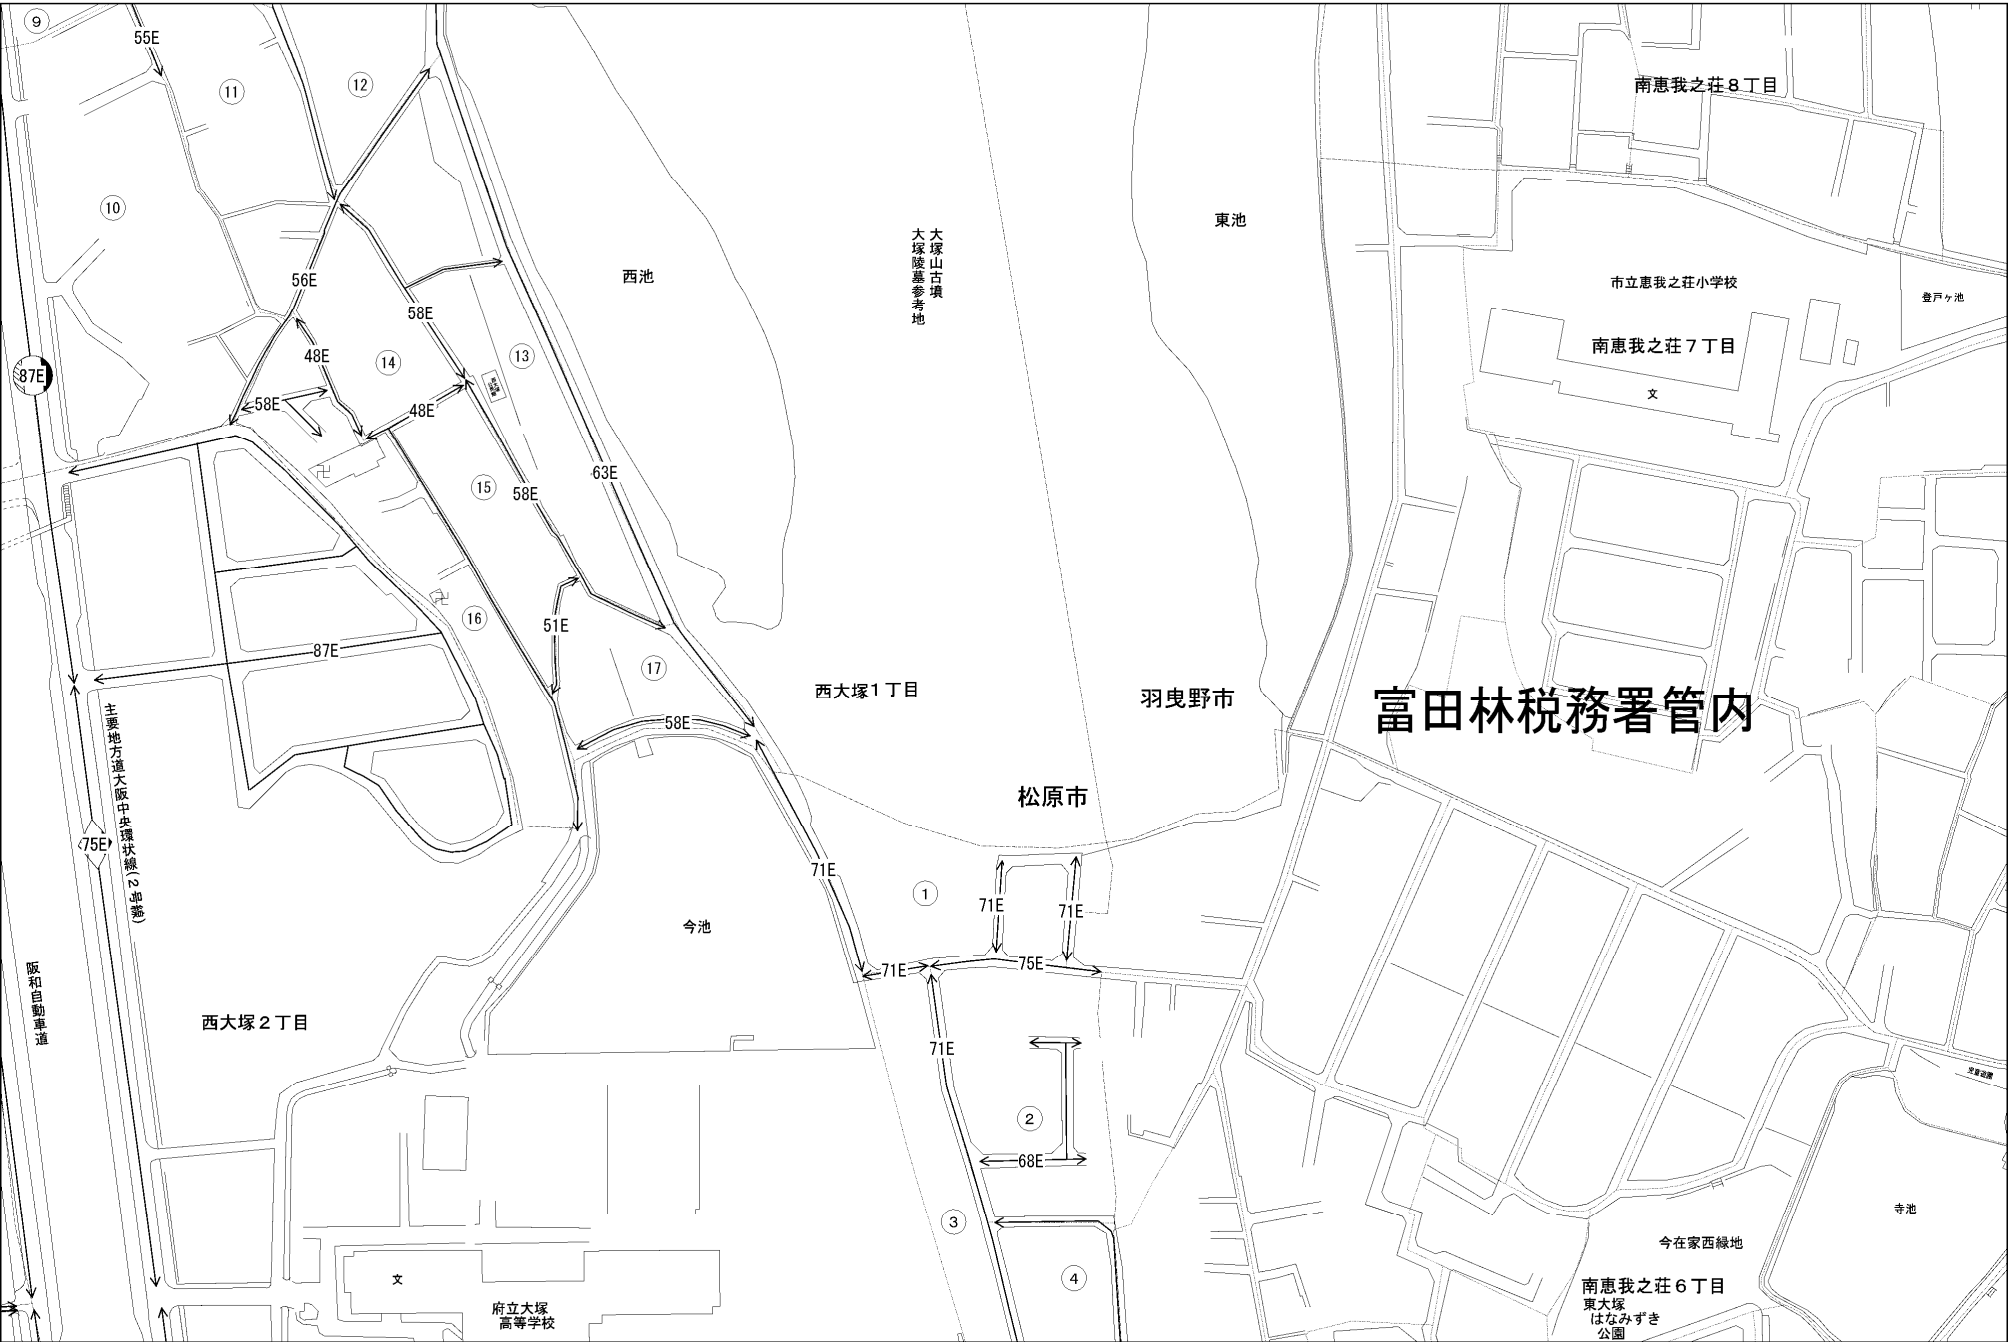 9
55E
11
12
10
南恵我之荘８丁目
東池
大塚山古墳
大塚陵墓参考地
西池
56E
58E
市立恵我之荘小学校
登戸ヶ池
南恵我之荘７丁目
文
48E
14
13
87E
58E
48E
63E
15
58E
16
51E
17
87E
西大塚１丁目
羽曳野市
富田林税務署管内
58E
主要地方道大阪中央環状線(２号線)
松原市
75E
71E
1
71E
71E
今池
71E
75E
阪和自動車道
西大塚２丁目
71E
児童遊園
2
68E
3
寺池
今在家西緑地
4
文
府立大塚
高等学校
南恵我之荘６丁目
東大塚
はなみずき
公園